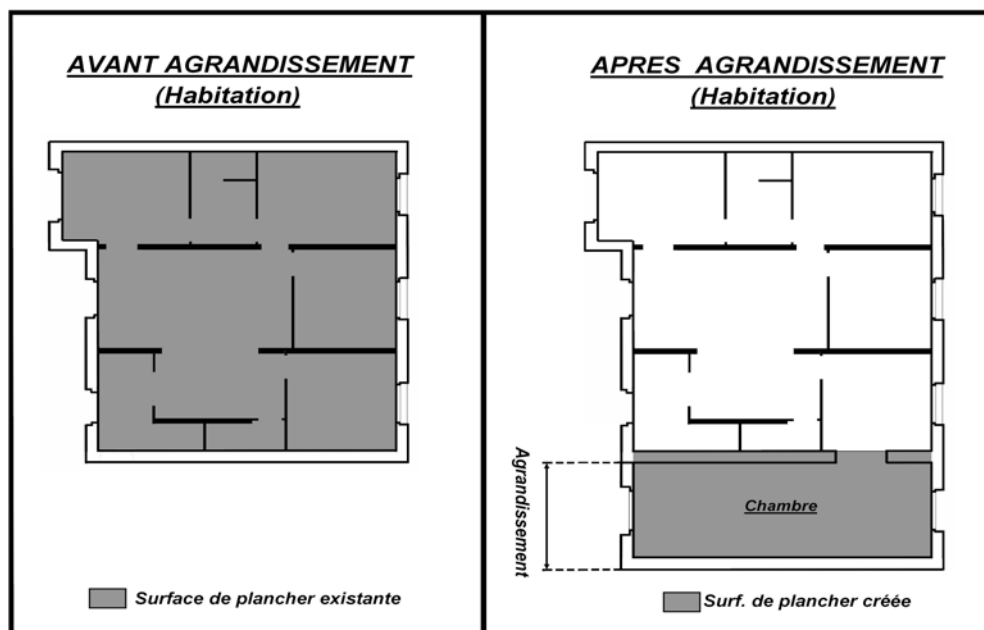 AVANT AGRANDISSEMENT
(Habitation)
Surface de plancher existante
APRES AGRANDISSEMENT
(Habitation)
Agrandissement
Chambre
Surf. de plancher créée